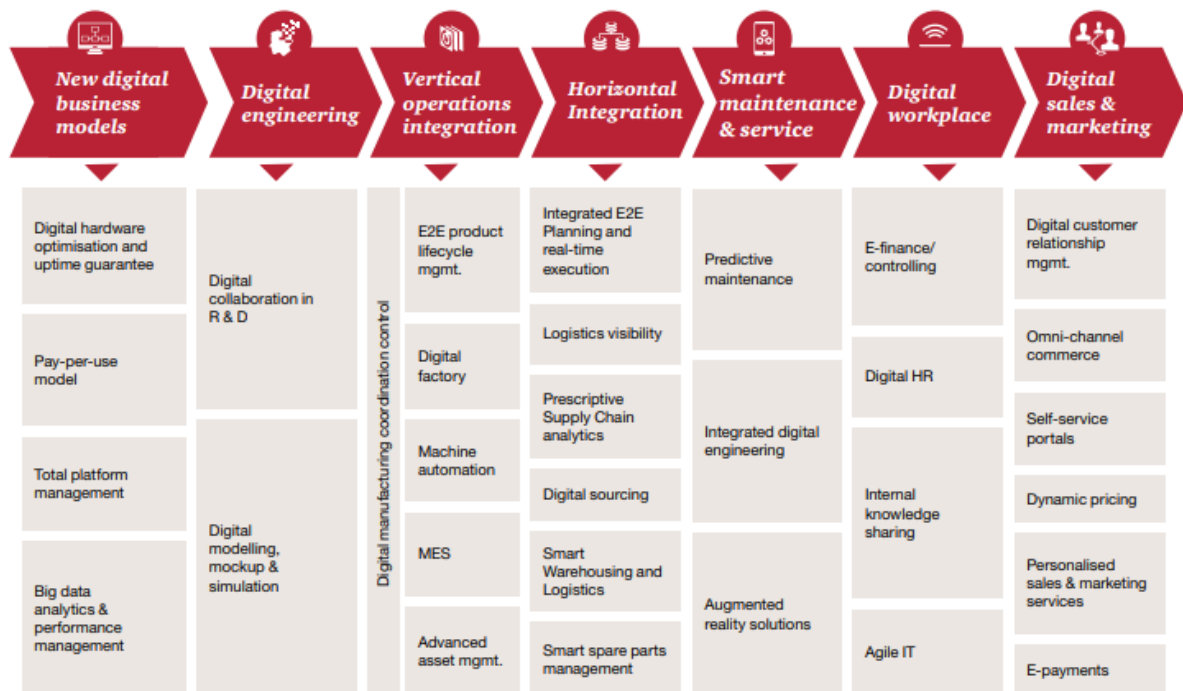 New digital
business
models
Digital
engineering
Vertical
operations
integration
Horizontal
Integration
Smart
maintenance
& service
Digital
workplace
Digital
sales &
marketing
Digital hardware
optimisation and
uptime guarantee
Pay-per-use
model
Total platform
management
Big data
analytics &
performance
management
Digital
collaboration in
R & D
Digital
modelling,
mockup &
simulation
Digital manufacturing coordination control
E2E product
lifecycle
mgmt.
Digital
factory
Machine
automation
MES
Advanced
asset mgmt.
Integrated E2E
Planning and
real-time
execution
Logistics visibility
Prescriptive
Supply Chain
analytics
Digital sourcing
Smart
Warehousing and
Logistics
Smart spare parts
management
Predictive
maintenance
Integrated digital
engineering
Augmented
reality solutions
E-finance/
controlling
Digital HR
Internal
knowledge
sharing
Agile IT
Digital customer
relationship
mgmt.
Omni-channel
commerce
Self-service
portals
Dynamic pricing
Personalised
sales & marketing
services
E-payments